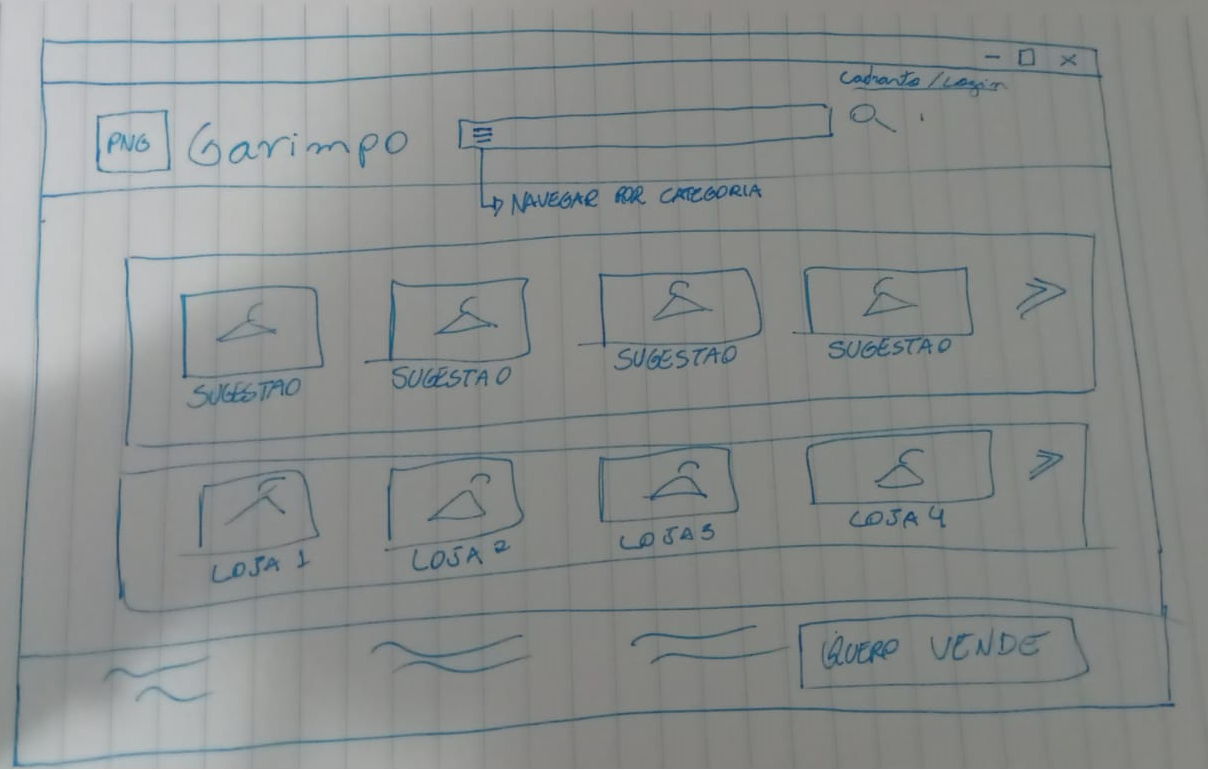 Cadrasto / Login
PNG Garimpo
NAVEGAR POR CATEGORIA
SUGESTAO SUGESTAO SUGESTAO SUGESTAO
LOJA 1 LOJA 2 LOJA 3 LOJA 4
QUERO VENDE